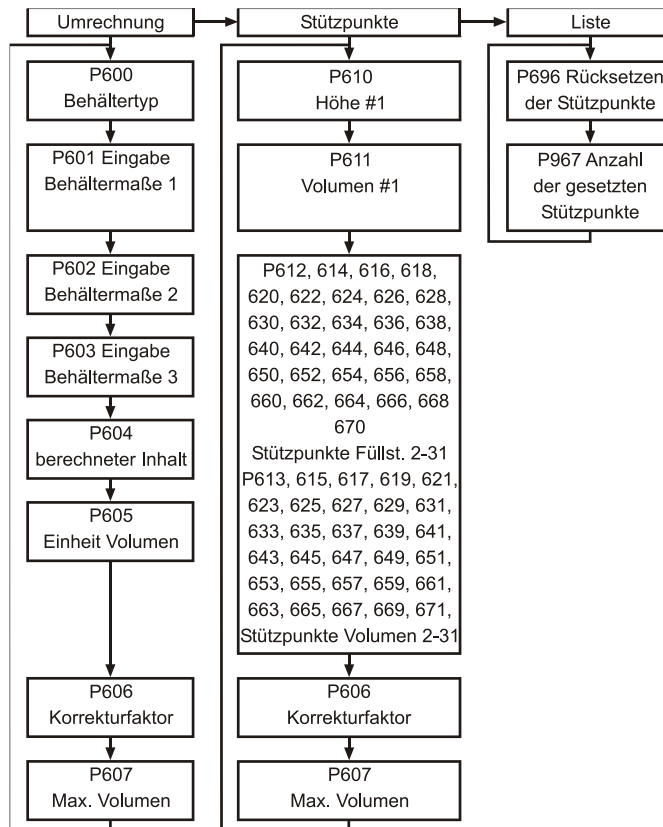 Umrechnung
P600
Behältertyp
P601 Eingabe
Behältermaße 1
P602 Eingabe
Behältermaße 2
P603 Eingabe
Behältermaße 3
P604
berechneter Inhalt
P605
Einheit Volumen
P606
Korrekturfaktor
P607
Max. Volumen
Stützpunkte
P610
Höhe #1
P611
Volumen #1
P612, 614, 616, 618,
620, 622, 624, 626, 628,
630, 632, 634, 636, 638,
640, 642, 644, 646, 648,
650, 652, 654, 656, 658,
660, 662, 664, 666, 668
670
Stützpunkte Füllst. 2-31
P613, 615, 617, 619, 621,
623, 625, 627, 629, 631,
633, 635, 637, 639, 641,
643, 645, 647, 649, 651,
653, 655, 657, 659, 661,
663, 665, 667, 669, 671,
Stützpunkte Volumen 2-31
P606
Korrekturfaktor
P607
Max. Volumen
Liste
P696 Rücksetzen
der Stützpunkte
P967 Anzahl
der gesetzten
Stützpunkte